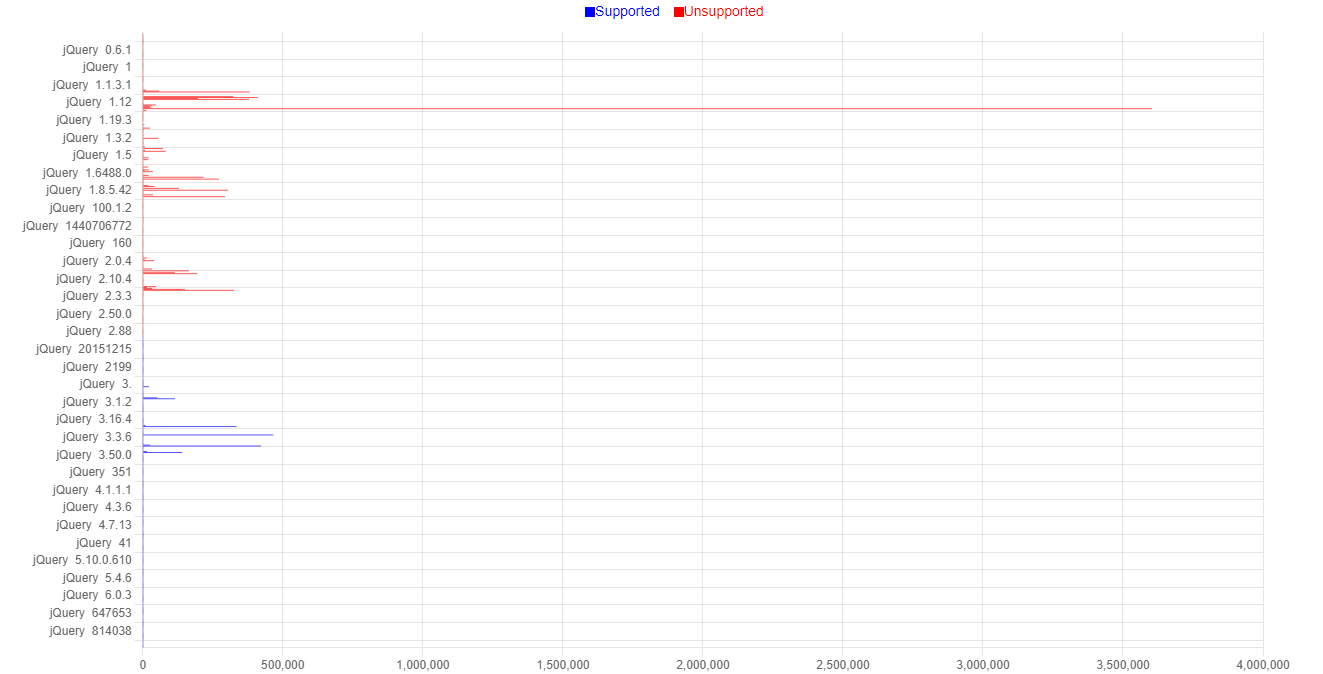 Supported Unsupported
jQuery 0.6.1
jQuery 1
jQuery 1.1.3.1
jQuery 1.12
jQuery 1.19.3
jQuery 1.3.2
jQuery 1.5
jQuery 1.6488.0
jQuery 1.8.5.42
jQuery 100.1.2
jQuery 1440706772
jQuery 160
jQuery 2.0.4
jQuery 2.10.4
jQuery 2.3.3
jQuery 2.50.0
jQuery 2.88
jQuery 20151215
jQuery 2199
jQuery 3.
jQuery 3.1.2
jQuery 3.16.4
jQuery 3.3.6
jQuery 3.50.0
jQuery 351
jQuery 4.1.1.1
jQuery 4.3.6
jQuery 4.7.13
jQuery 41
jQuery 5.10.0.610
jQuery 5.4.6
jQuery 6.0.3
jQuery 647653
jQuery 814038
0 500,000 1,000,000 1,500,000 2,000,000 2,500,000 3,000,000 3,500,000 4,000,000